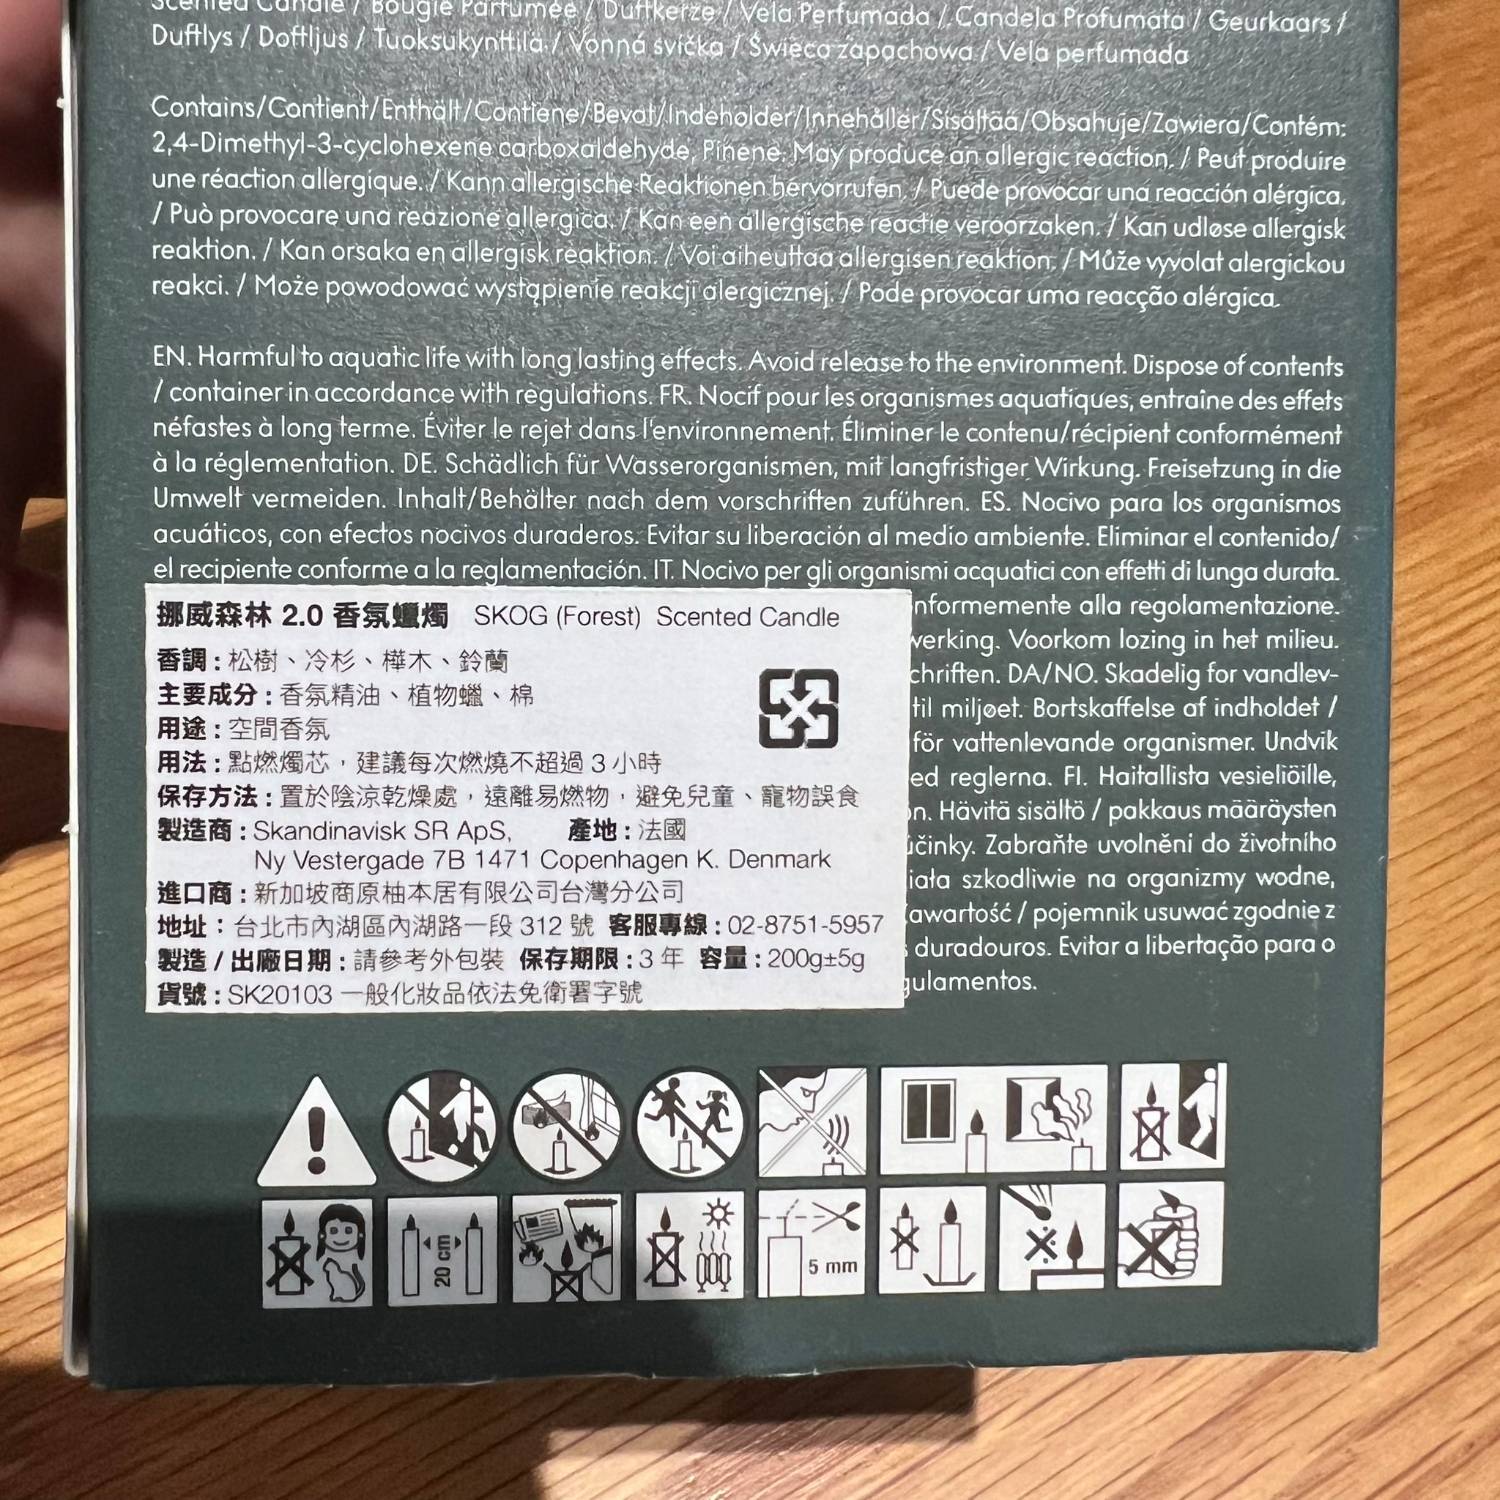 Scented Candle / Bougie Parfumée / Duftkerze / Vela Perfumada / Candela Profumata / Geurkaars /
Duftlys / Doftljus / Tuoksukynttilä / Vonná svíčka / Świeca zapachowa / Vela perfumada
Contains/Contient/Enthält/Contiene/Bevat/Indeholder/Innehåller/Sisältää/Obsahuje/Zawiera/Contém:
2,4-Dimethyl-3-cyclohexene carboxaldehyde, Pinene. May produce an allergic reaction. / Peut produire
une réaction allergique. / Kann allergische Reaktionen hervorrufen. / Puede provocar una reacción alérgica.
/ Può provocare una reazione allergica. / Kan een allergische reactie veroorzaken. / Kan udløse allergisk
reaktion. / Kan orsaka en allergisk reaktion. / Voi aiheuttaa allergisen reaktion. / Může vyvolat alergickou
reakci. / Może powodować wystąpienie reakcji alergicznej. / Pode provocar uma reacção alérgica.
EN. Harmful to aquatic life with long lasting effects. Avoid release to the environment. Dispose of contents
/ container in accordance with regulations. FR. Nocif pour les organismes aquatiques, entraîne des effets
néfastes à long terme. Éviter le rejet dans l'environnement. Éliminer le contenu/récipient conformément
à la réglementation. DE. Schädlich für Wasserorganismen, mit langfristiger Wirkung. Freisetzung in die
Umwelt vermeiden. Inhalt/Behälter nach dem vorschriften zuführen. ES. Nocivo para los organismos
acuáticos, con efectos nocivos duraderos. Evitar su liberación al medio ambiente. Eliminar el contenido/
el recipiente conforme a la reglamentación. IT. Nocivo per gli organismi acquatici con effetti di lunga durata.
nformemente alla regolamentazione.
werking. Voorkom lozing in het milieu.
chriften. DA/NO. Skadelig for vandlev-
til miljøet. Bortskaffelse af indholdet /
för vattenlevande organismer. Undvik
ed reglerna. FI. Haitallista vesieliöille,
n. Hävitä sisältö / pakkaus määräysten
účinky. Zabraňte uvolnění do životního
iała szkodliwie na organizmy wodne,
awartość / pojemnik usuwać zgodnie z
duradouros. Evitar a libertação para o
gulamentos.
挪威森林 2.0 香氛蠟燭 SKOG (Forest) Scented Candle
香調：松樹、冷杉、樺木、鈴蘭
主要成分：香氛精油、植物蠟、棉
用途：空間香氛
用法：點燃燭芯，建議每次燃燒不超過 3 小時
保存方法：置於陰涼乾燥處，遠離易燃物，避免兒童、寵物誤食
製造商：Skandinavisk SR ApS, 產地：法國
Ny Vestergade 7B 1471 Copenhagen K. Denmark
進口商：新加坡商原柚本居有限公司台灣分公司
地址：台北市內湖區內湖路一段 312 號 客服專線：02-8751-5957
製造 / 出廠日期：請參考外包裝 保存期限：3 年 容量：200g±5g
貨號：SK20103 一般化妝品依法免衛署字號
20 cm
5 mm